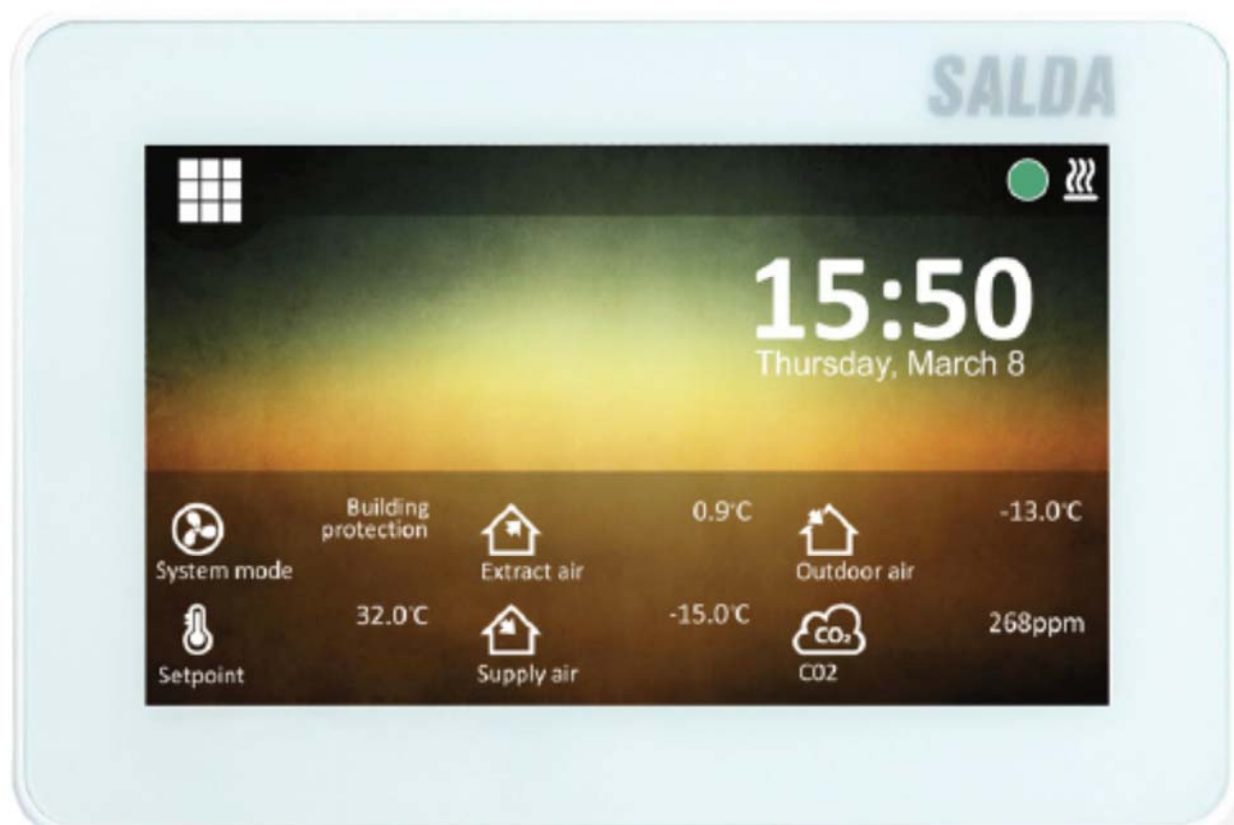 SALDA
15:50
Thursday, March 8
Building
protection
System mode
0.9°C
Extract air
-13.0°C
Outdoor air
32.0°C
Setpoint
-15.0°C
Supply air
268ppm
CO₂
CO2